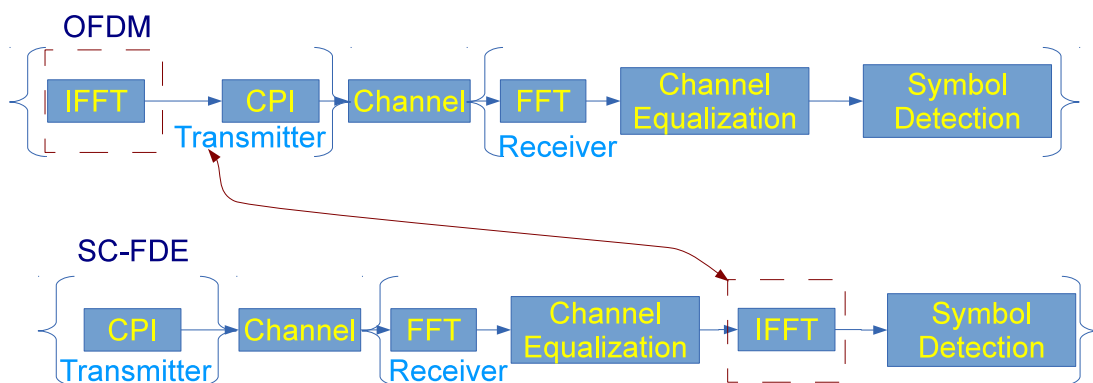 OFDM
IFFT
CPI
Transmitter
Channel
FFT
Receiver
Channel
Equalization
Symbol
Detection
SC-FDE
CPI
Transmitter
Channel
FFT
Receiver
Channel
Equalization
IFFT
Symbol
Detection